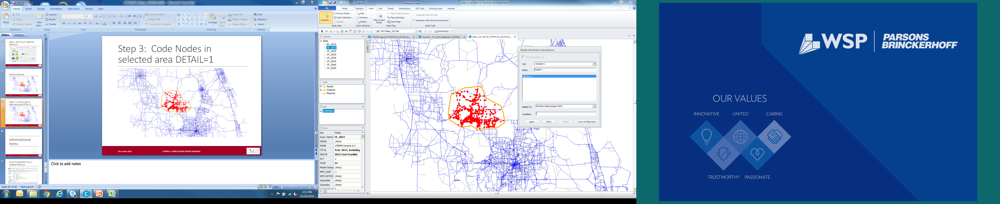 CFRPM61Training_4182016 (002) - Microsoft PowerPoint
Home Insert Design Animations Slide Show Review View
Cut
Copy
Format Painter
Paste
Clipboard
New Slide
Layout
Reset
Delete
Slides
18
Font
Text Direction
Align Text
Convert to SmartArt
Paragraph
Arrange
Quick Styles
Shape Fill
Shape Outline
Shape Effects
Drawing
Find
Replace
Select
Editing
Slides Outline
Step 1: Edit Input Highway
Network
34
Define Subarea
35
Step 3: Code Nodes in
selected area DETAIL=1
36
Informational
Items
37
Track Preload EE Trips in
Loaded Network
Step 3: Code Nodes in
selected area DETAIL=1
December 2016
CFRPM 6.1 APPLICATIONS UPDATE TRAINING
Click to add notes
Slide 35 of 38 "Retrospect"
70%
2:15 PM
10/26/2016
CFRPM6
Network Tools
Cube (Licensed to Parsons Brinckerhoff)
File Home Scenario Node Link Transit Intersections GIS Tools Drawing Layer Analysis
Compute...
Browse Nodes...
Node Tabulation...
Update
Node Data
Add...
Rename...
Delete...
Node Attribute
Flag Unused Nodes
Flag Invalid Numbers
Flag Small Gaps
Clear Flags
Node Flag
Automatic Add Centroid
Automatic Add Centroid Connectors
Node Tools
HWY:Base_15C.Net
Bookmarks
Scenario
Base
BA_2010
CF_2015
CF_2020
CF_2025
CF_2030
CF_2035
CF_2040
CF_2045
Data
Inputs
Outputs
Reports
App
CFRPM6.0
Keys
Key Value
Scen. Name CF_2015
AltInfo (Note)
NAME CFRPM Version 6.1
TITLE Year 2015, Including
DESCR 2015 Cost Feasible
ALT C
YEAR 15
Model Setup (Note)
MPO_DIST xx
MPO NOTES (Note)
Subnote0 (Note)
Subnote1 (Note)
Legend
Scenario - CF_2015 (Application CFRPM6...
Base_15C.Net (E:\CFRPMv60_08152016...
Node Attribute Calculation
Auto Calculation On
Set: 2:Detail=1
Name: Detail=1
DETAIL=1
Applies To: All items inside polygon NOW
Condition:
Apply Close Cancel Save Configuration
WSP | PARSONS
BRINCKERHOFF
OUR VALUES
INNOVATIVE UNITED CARING
TRUSTWORTHY PASSIONATE